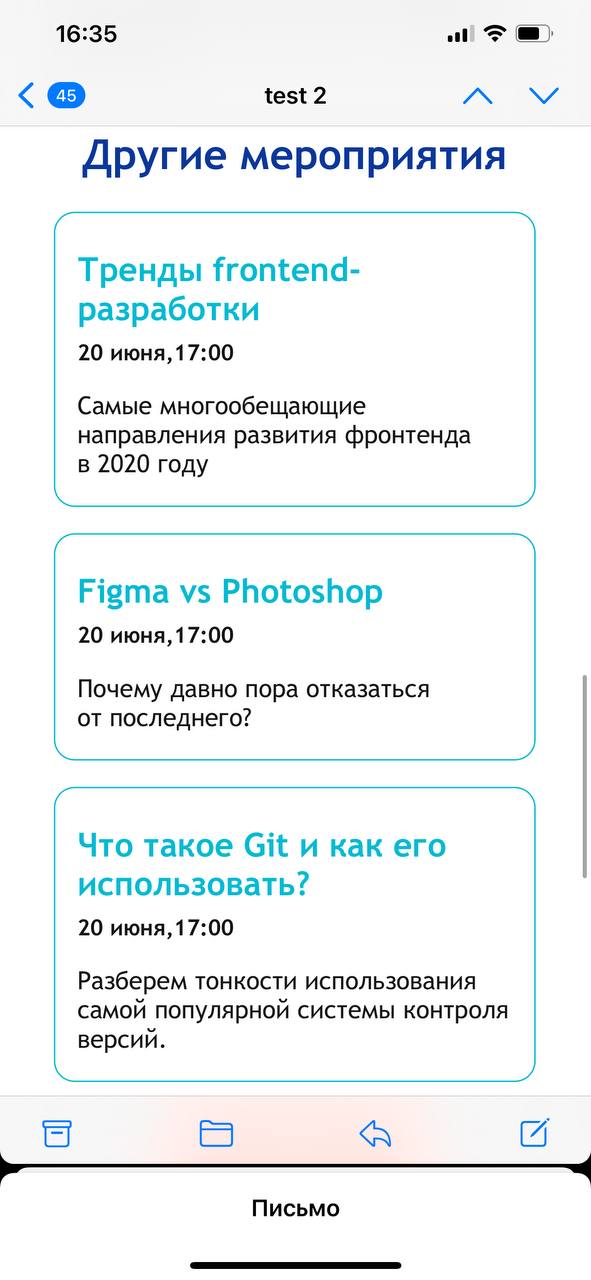 16:35
45
test 2
Другие мероприятия
Тренды frontend-
разработки
20 июня,17:00
Самые многообещающие
направления развития фронтенда
в 2020 году
Figma vs Photoshop
20 июня,17:00
Почему давно пора отказаться
от последнего?
Что такое Git и как его
использовать?
20 июня,17:00
Разберем тонкости использования
самой популярной системы контроля
версий.
Письмо